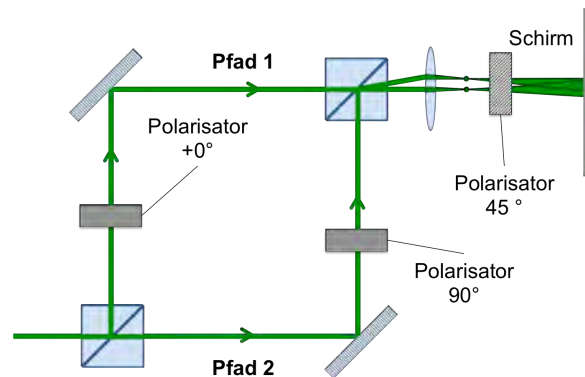 Schirm
Pfad 1
Polarisator
+0°
Polarisator
45 °
Polarisator
90°
Pfad 2